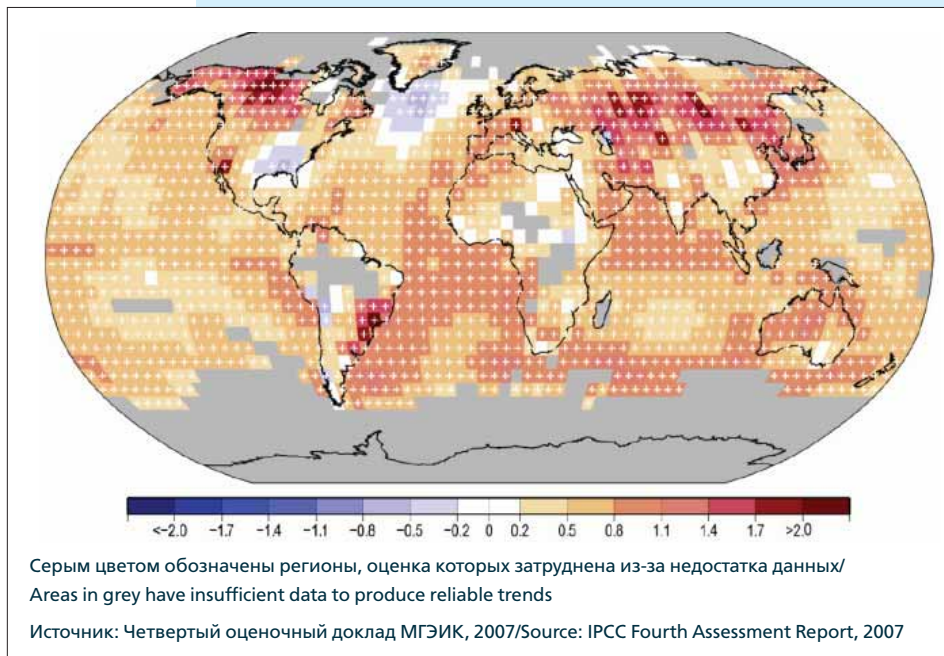 <-2.0 -1.7 -1.4 -1.1 -0.8 -0.5 -0.2 0 0.2 0.5 0.8 1.1 1.4 1.7 >2.0
Серым цветом обозначены регионы, оценка которых затруднена из-за недостатка данных/
Areas in grey have insufficient data to produce reliable trends
Источник: Четвертый оценочный доклад МГЭИК, 2007/Source: IPCC Fourth Assessment Report, 2007